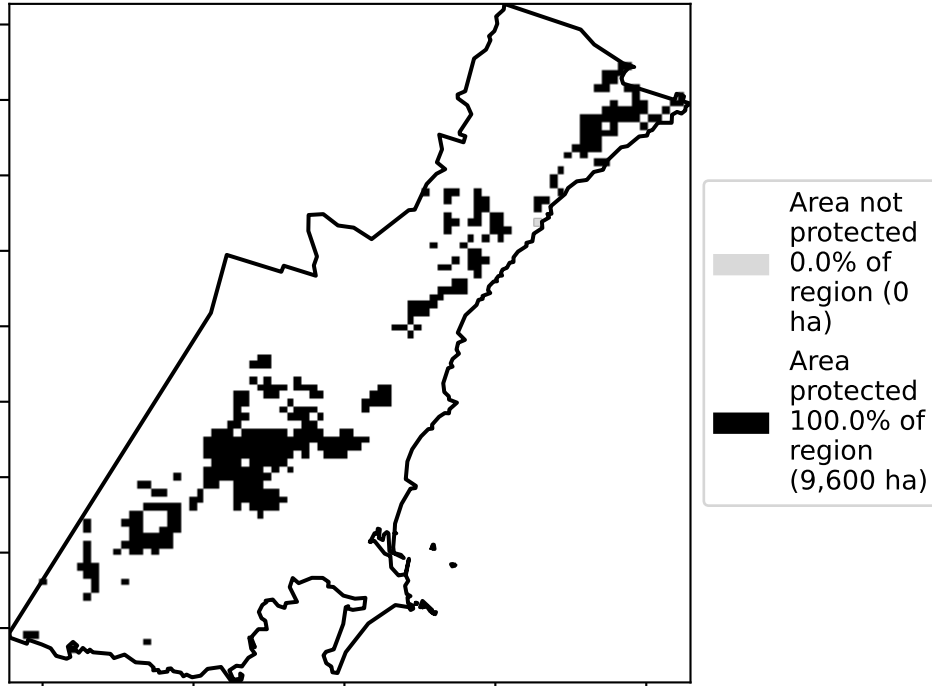 Area not
protected
0.0% of
region (0
ha)
Area
protected
100.0% of
region
(9,600 ha)